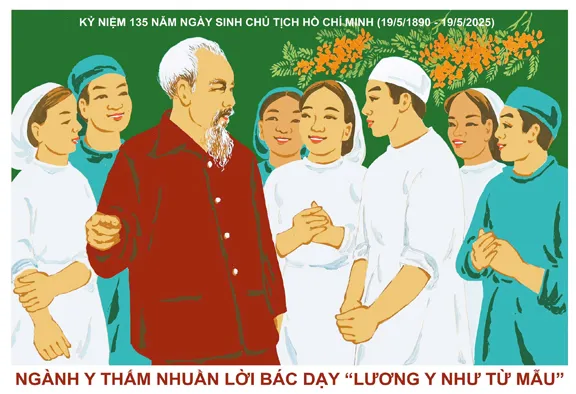 KỶ NIỆM 135 NĂM NGÀY SINH CHỦ TỊCH HỒ CHÍ MINH (19/5/1890 - 19/5/2025)
NGÀNH Y THẤM NHUẦN LỜI BÁC DẠY “LƯƠNG Y NHƯ TỪ MẪU”